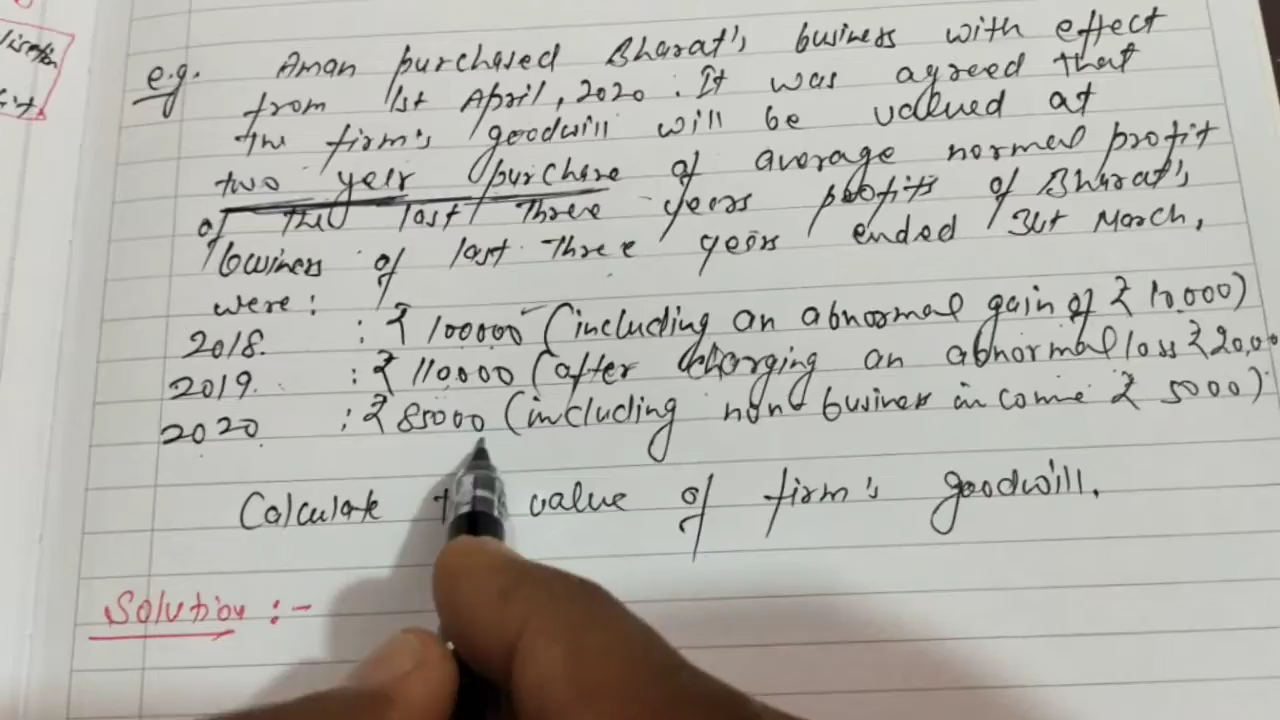 e.g. Aman purchased Bharat's business with effect
from 1st April, 2020. It was agreed that
the firm's goodwill will be valued at
two year purchase of average normal profit
of the last three years profits of Bharat's
business of last three years ended 31st March,
were:
2018. : ₹ 100000 (including an abnormal gain of ₹ 10,000)
2019. : ₹ 110,000 (after charging an abnormal loss ₹ 20,00
2020 : ₹ 85000 (including non business income ₹ 5000)
Calculate value of firm's goodwill.
Solution :-